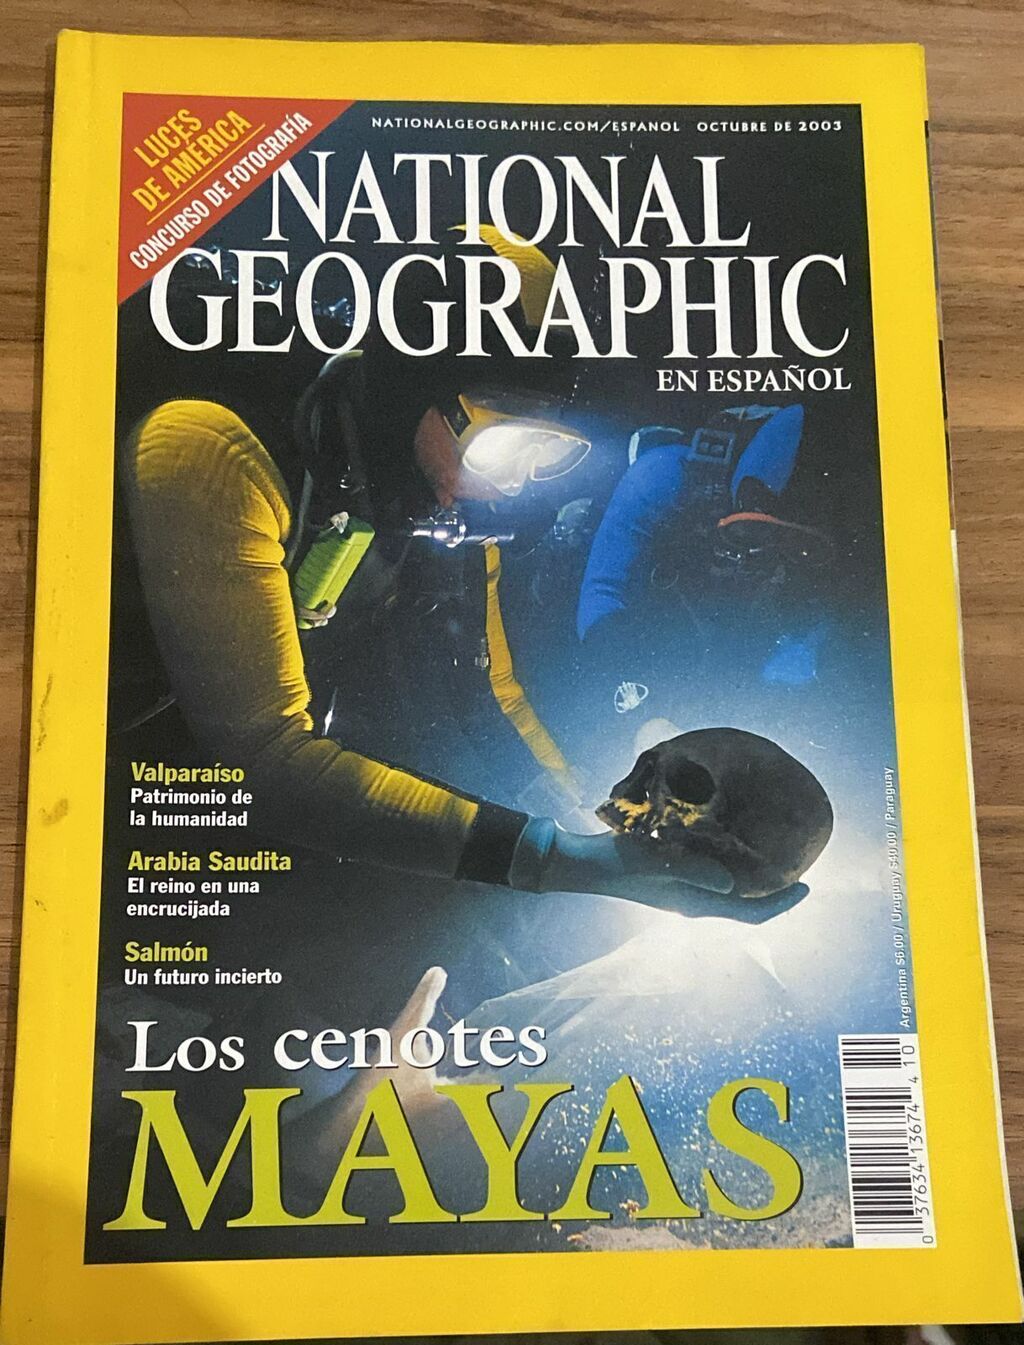 LUCES
DE AMÉRICA
CONCURSO DE FOTOGRAFÍA
NATIONALGEOGRAPHIC.COM/ESPANOL OCTUBRE DE 2003
NATIONAL
GEOGRAPHIC
EN ESPAÑOL
Valparaíso
Patrimonio de
la humanidad
Arabia Saudita
El reino en una
encrucijada
Salmón
Un futuro incierto
Los cenotes
MAYAS
Argentina $6.00 / Uruguay $40.00 / Paraguay
0 37634 13674 4 10